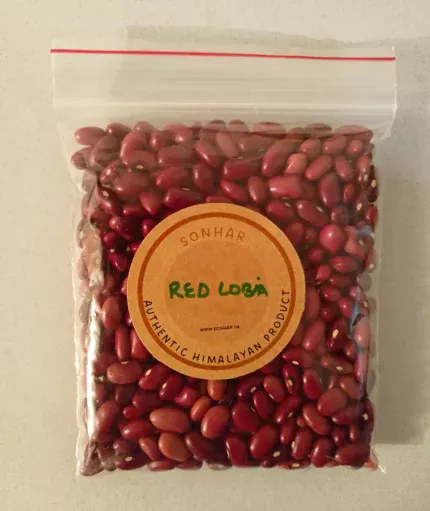 SONHAR
RED LOBIA
WWW.SONHAR.IN
AUTHENTIC HIMALAYAN PRODUCT